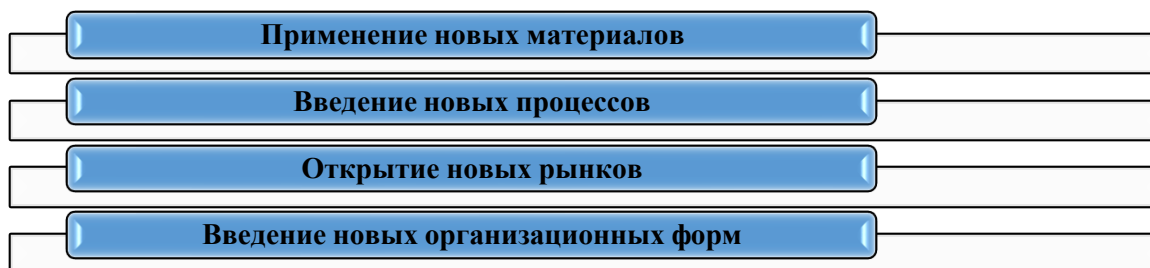 Применение новых материалов
Введение новых процессов
Открытие новых рынков
Введение новых организационных форм